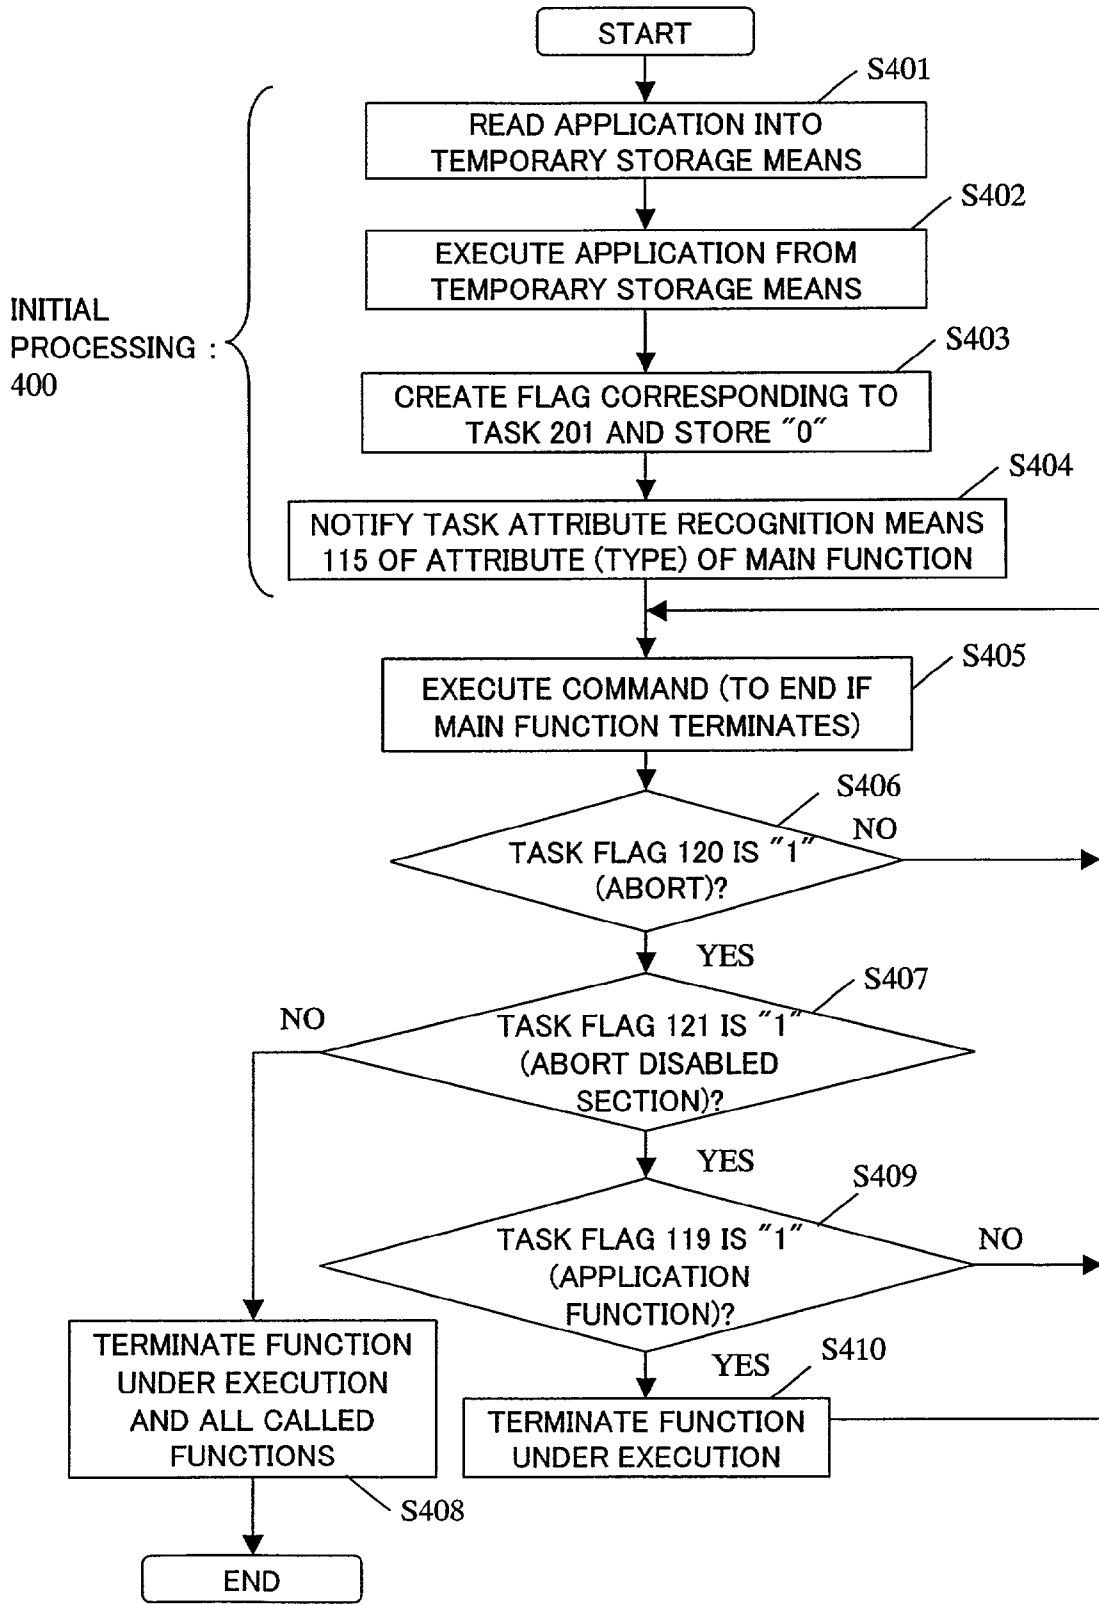 START
S401
READ APPLICATION INTO
TEMPORARY STORAGE MEANS
S402
EXECUTE APPLICATION FROM
TEMPORARY STORAGE MEANS
INITIAL
PROCESSING :
400
S403
CREATE FLAG CORRESPONDING TO
TASK 201 AND STORE "0"
S404
NOTIFY TASK ATTRIBUTE RECOGNITION MEANS
115 OF ATTRIBUTE (TYPE) OF MAIN FUNCTION
S405
EXECUTE COMMAND (TO END IF
MAIN FUNCTION TERMINATES)
S406
NO
TASK FLAG 120 IS "1"
(ABORT)?
YES
S407
NO
TASK FLAG 121 IS "1"
(ABORT DISABLED
SECTION)?
YES
S409
TASK FLAG 119 IS "1"
(APPLICATION
FUNCTION)?
NO
YES
S410
TERMINATE FUNCTION
UNDER EXECUTION
TERMINATE FUNCTION
UNDER EXECUTION
AND ALL CALLED
FUNCTIONS
S408
END